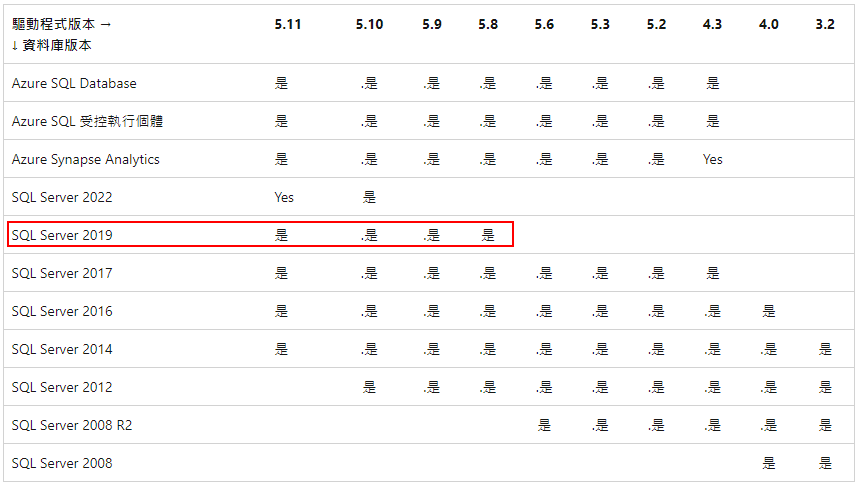 驅動程式版本 → 5.11 5.10 5.9 5.8 5.6 5.3 5.2 4.3 4.0 3.2
↓ 資料庫版本
Azure SQL Database 是 .是 .是 .是 .是 .是 .是 是
Azure SQL 受控執行個體 是 .是 .是 .是 .是 .是 .是 是
Azure Synapse Analytics 是 .是 .是 .是 .是 .是 .是 Yes
SQL Server 2022 Yes 是
SQL Server 2019 是 .是 .是 是
SQL Server 2017 是 .是 .是 .是 .是 .是 .是 是
SQL Server 2016 是 .是 .是 .是 .是 .是 .是 .是 是
SQL Server 2014 是 .是 .是 .是 .是 .是 .是 .是 .是 是
SQL Server 2012 是 .是 .是 .是 .是 .是 .是 .是 是
SQL Server 2008 R2 是 .是 .是 .是 .是 是
SQL Server 2008 是 是